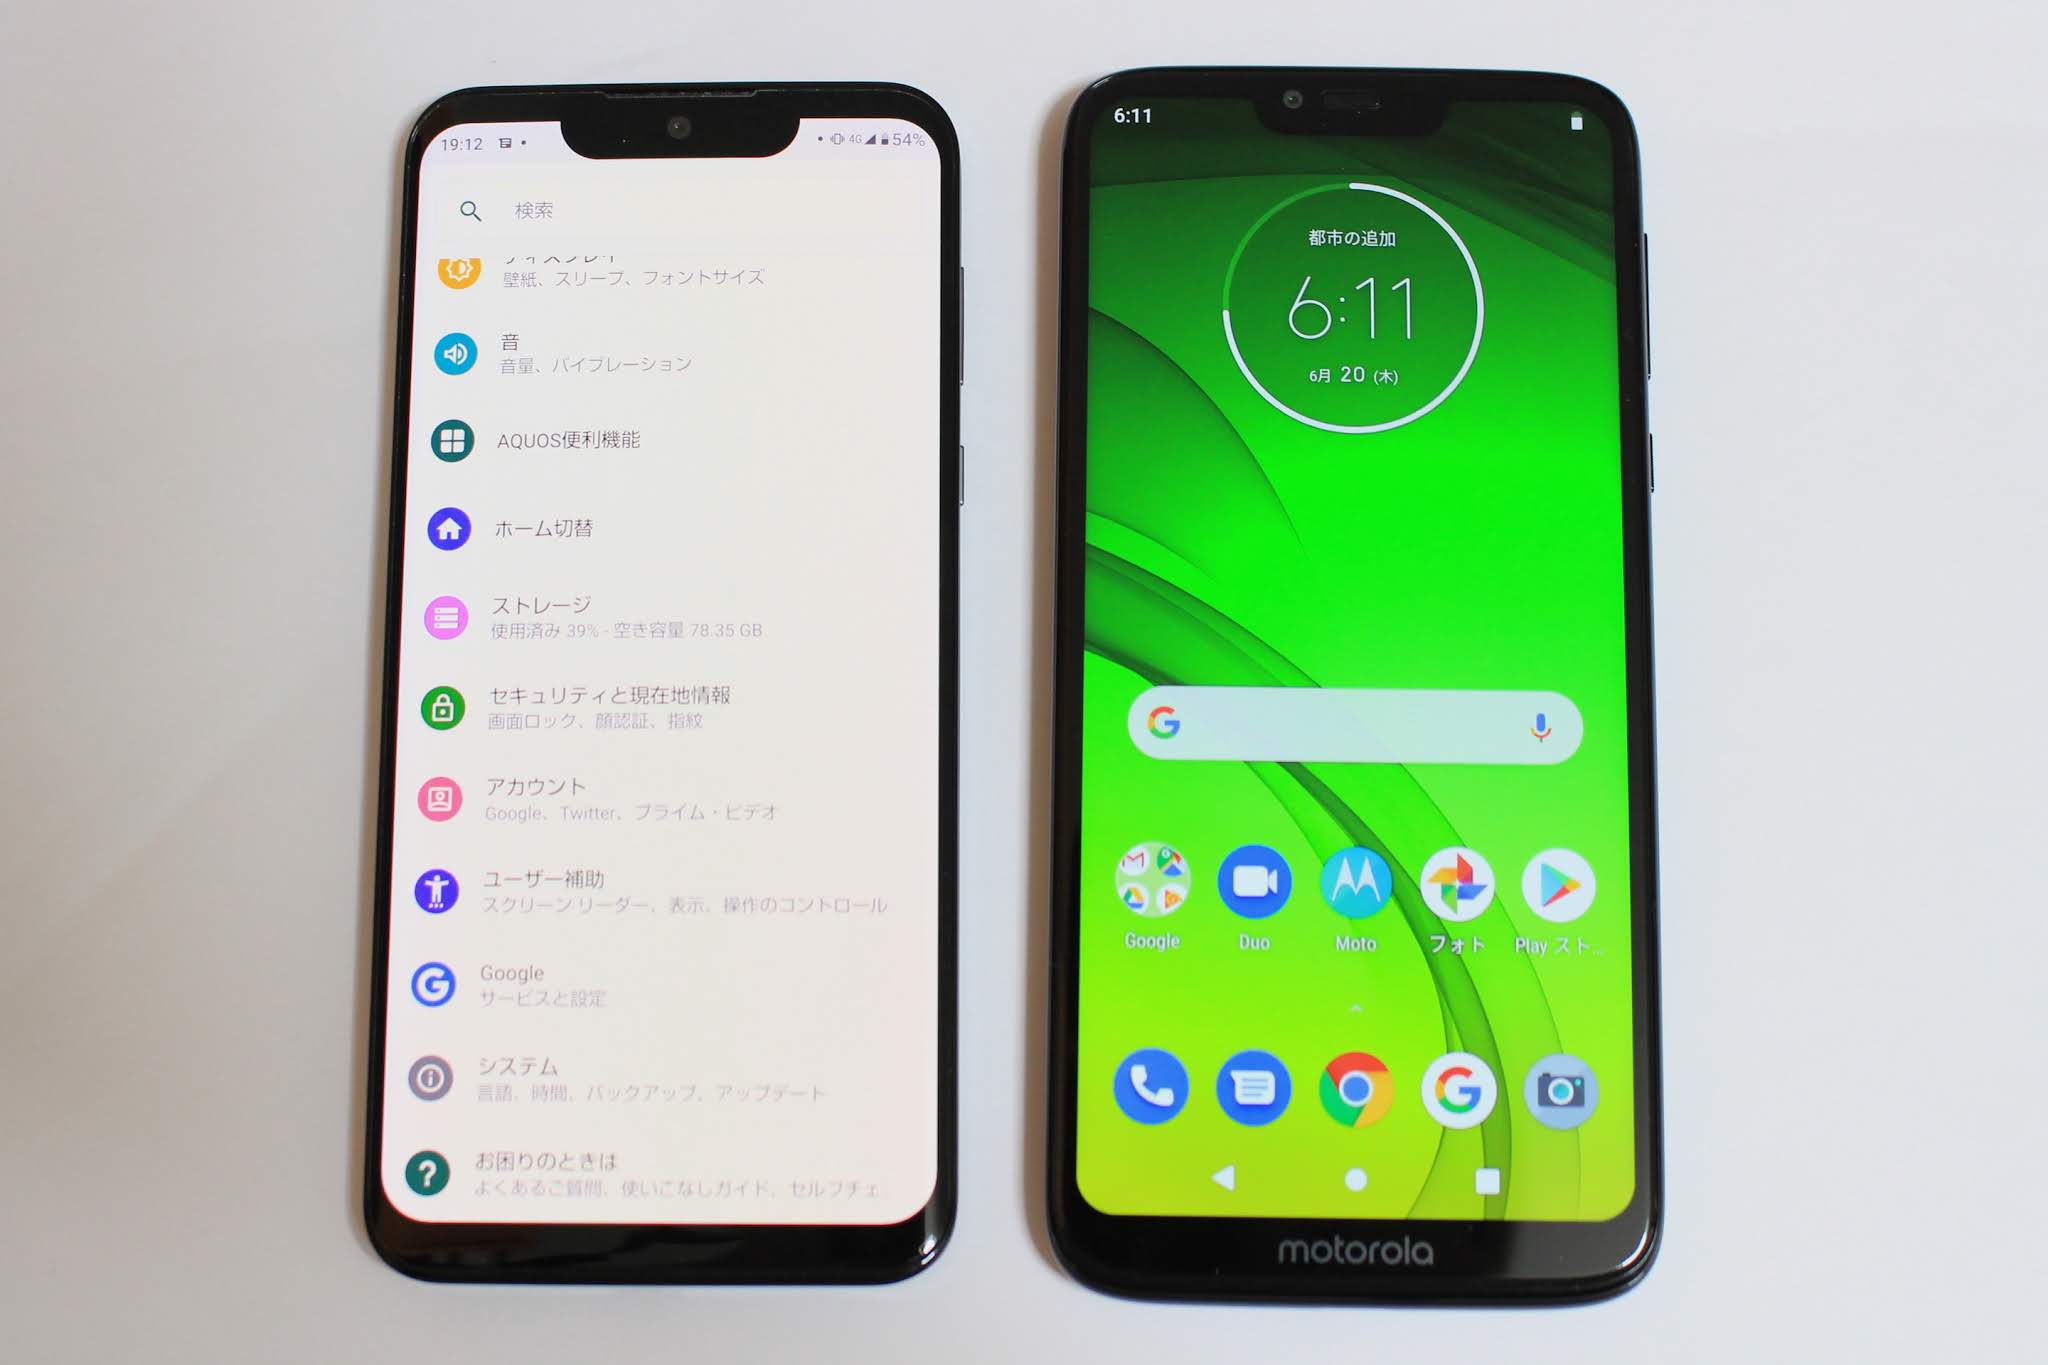 19:12
4G 54%
検索
ディスプレイ
壁紙、スリープ、フォントサイズ
音
音量、バイブレーション
AQUOS便利機能
ホーム切替
ストレージ
使用済み 39% - 空き容量 78.35 GB
セキュリティと現在地情報
画面ロック、顔認証、指紋
アカウント
Google、Twitter、プライム・ビデオ
ユーザー補助
スクリーン リーダー、表示、操作のコントロール
Google
サービスと設定
システム
言語、時間、バックアップ、アップデート
お困りのときは
よくあるご質問、使いこなしガイド、セルフチェ
6:11
都市の追加
6:11
6月 20 (木)
Google Duo Moto フォト Play スト...
motorola